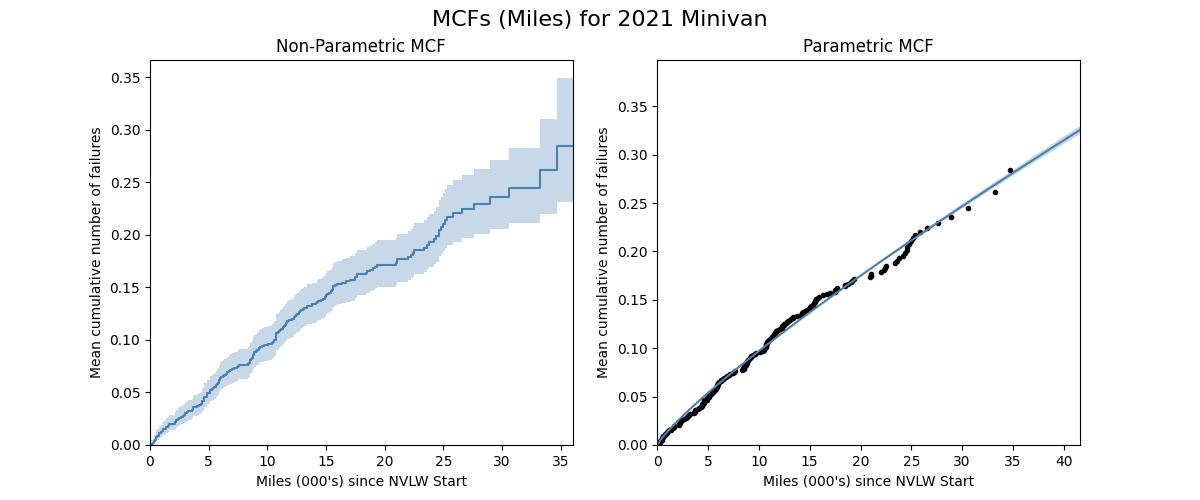 MCFs (Miles) for 2021 Minivan
Non-Parametric MCF
Mean cumulative number of failures
0.35
0.30
0.25
0.20
0.15
0.10
0.05
0.00
0 5 10 15 20 25 30 35
Miles (000's) since NVLW Start
Parametric MCF
Mean cumulative number of failures
0.35
0.30
0.25
0.20
0.15
0.10
0.05
0.00
0 5 10 15 20 25 30 35 40
Miles (000's) since NVLW Start